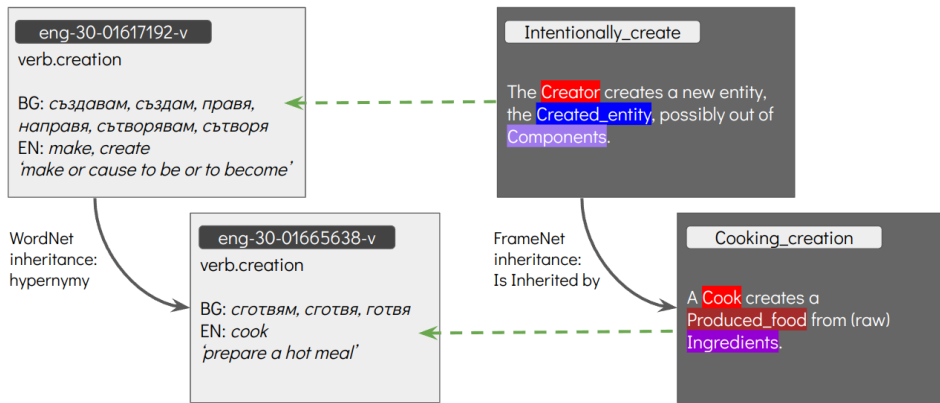 eng-30-01617192-v
verb.creation
BG: създавам, създам, правя,
направя, сътворявам, сътворя
EN: make, create
‘make or cause to be or to become’
Intentionally_create
The Creator creates a new entity,
the Created_entity, possibly out of
Components.
WordNet
inheritance:
hypernymy
eng-30-01665638-v
verb.creation
BG: сготвям, сготвя, готвя
EN: cook
‘prepare a hot meal’
FrameNet
inheritance:
Is Inherited by
Cooking_creation
A Cook creates a
Produced_food from (raw)
Ingredients.